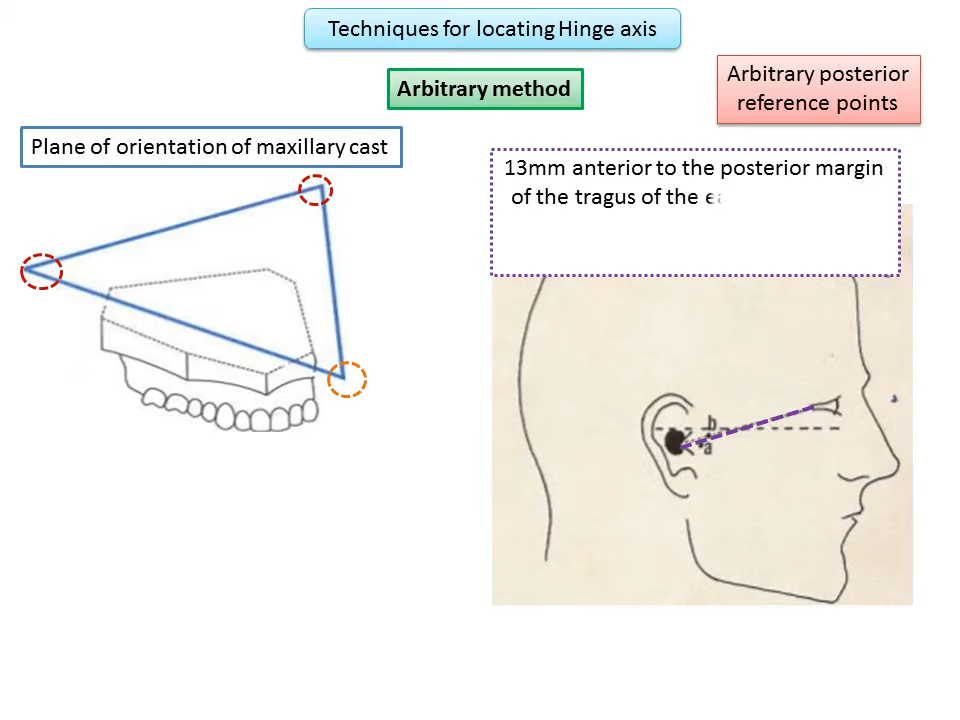 Techniques for locating Hinge axis
Arbitrary method
Arbitrary posterior
reference points
Plane of orientation of maxillary cast
13mm anterior to the posterior margin
of the tragus of the
b
a